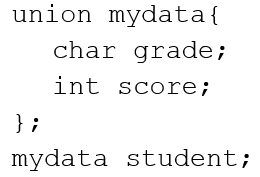 union mydata{
    char grade;
    int score;
};
mydata student;